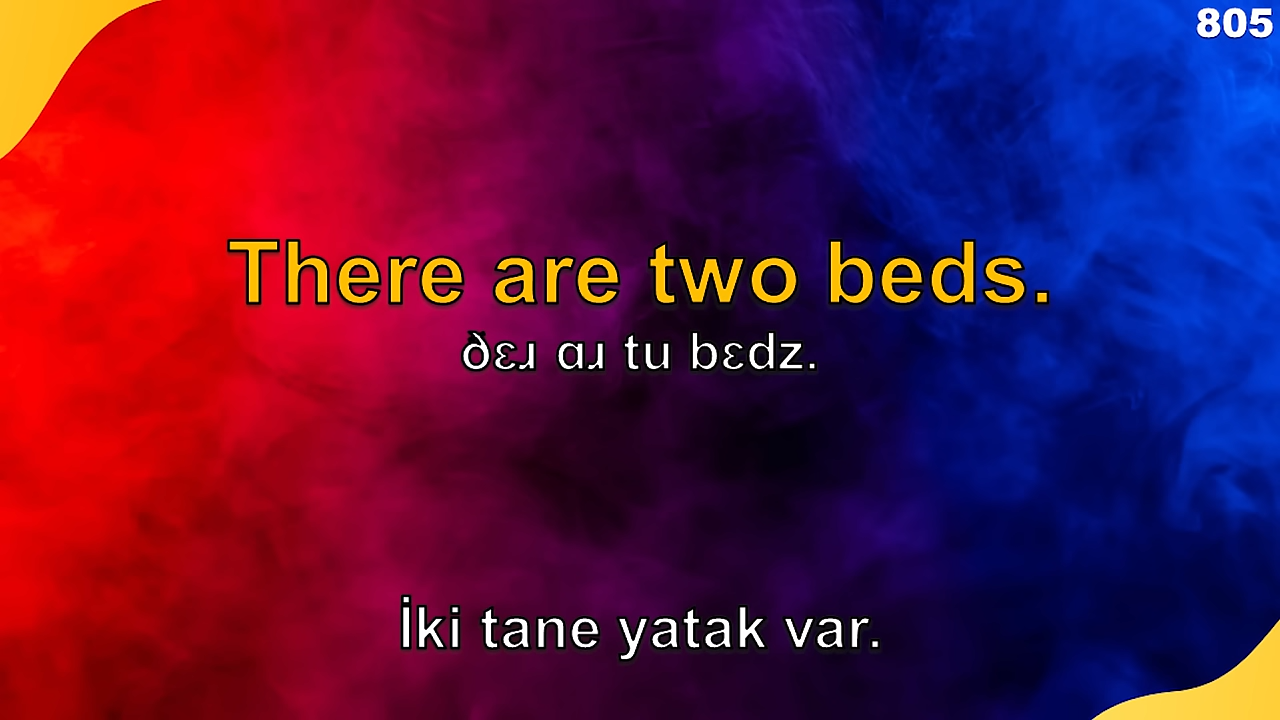 805
There are two beds.
ðɛɹ ɑɹ tu bɛdz.
İki tane yatak var.